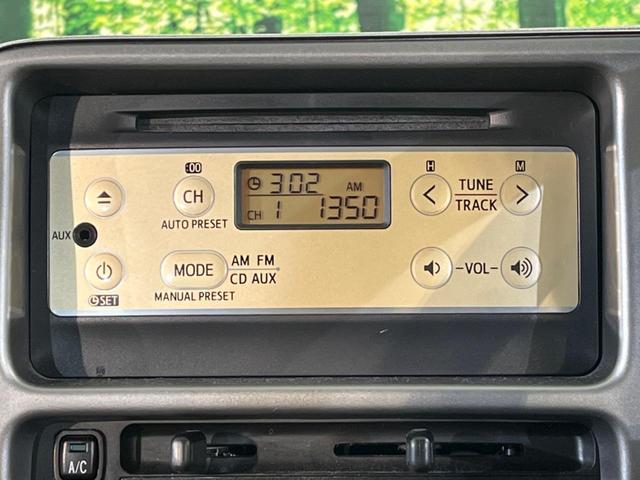 :00
CH
AUTO PRESET
3:02 AM
CH 1 1350
H
M
TUNE
TRACK
AUX
MODE
AM FM
CD AUX
MANUAL PRESET
SET
VOL
A/C